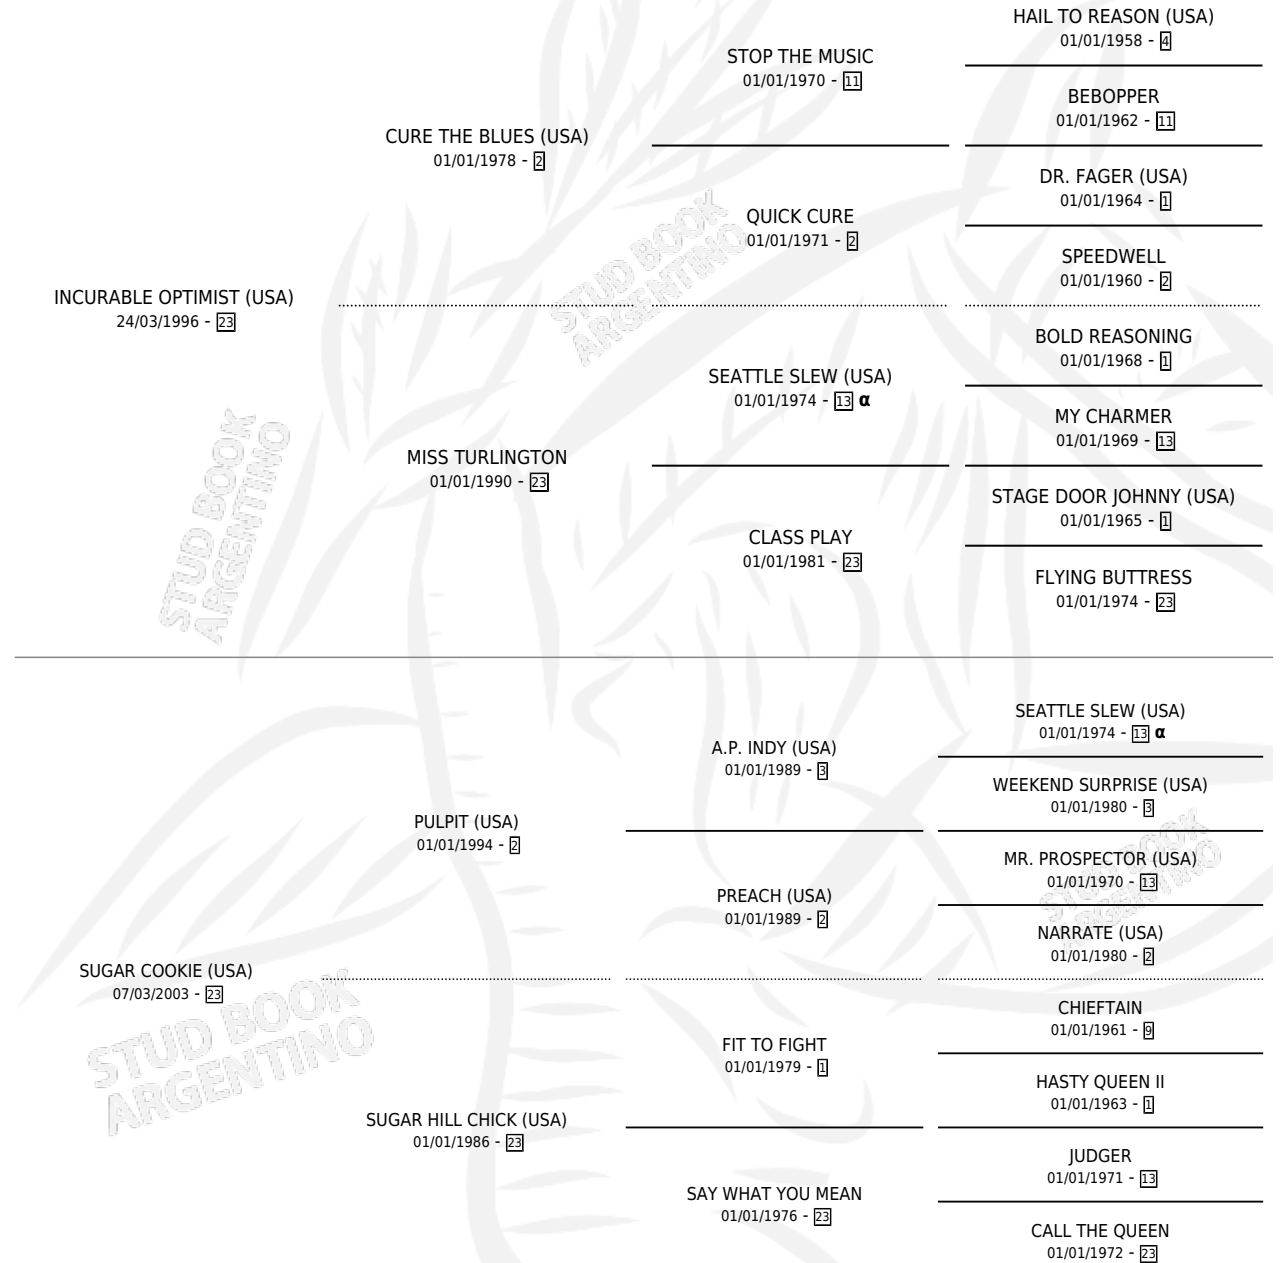 HAIL TO REASON (USA)
01/01/1958 - 4
STOP THE MUSIC
01/01/1970 - 11
BEBOPPER
01/01/1962 - 11
CURE THE BLUES (USA)
01/01/1978 - 2
DR. FAGER (USA)
01/01/1964 - 1
QUICK CURE
01/01/1971 - 2
SPEEDWELL
01/01/1960 - 2
INCURABLE OPTIMIST (USA)
24/03/1996 - 23
BOLD REASONING
01/01/1968 - 1
SEATTLE SLEW (USA)
01/01/1974 - 13 α
MY CHARMER
01/01/1969 - 13
MISS TURLINGTON
01/01/1990 - 23
STAGE DOOR JOHNNY (USA)
01/01/1965 - 1
CLASS PLAY
01/01/1981 - 23
FLYING BUTTRESS
01/01/1974 - 23
STUD BOOK
ARGENTINO
STUD BOOK
ARGENTINO
SEATTLE SLEW (USA)
01/01/1974 - 13 α
A.P. INDY (USA)
01/01/1989 - 3
WEEKEND SURPRISE (USA)
01/01/1980 - 3
PULPIT (USA)
01/01/1994 - 2
MR. PROSPECTOR (USA)
01/01/1970 - 13
PREACH (USA)
01/01/1989 - 2
NARRATE (USA)
01/01/1980 - 2
SUGAR COOKIE (USA)
07/03/2003 - 23
CHIEFTAIN
01/01/1961 - 9
FIT TO FIGHT
01/01/1979 - 1
HASTY QUEEN II
01/01/1963 - 1
SUGAR HILL CHICK (USA)
01/01/1986 - 23
JUDGER
01/01/1971 - 13
SAY WHAT YOU MEAN
01/01/1976 - 23
CALL THE QUEEN
01/01/1972 - 23
STUD BOOK
ARGENTINO
STUD BOOK
ARGENTINO